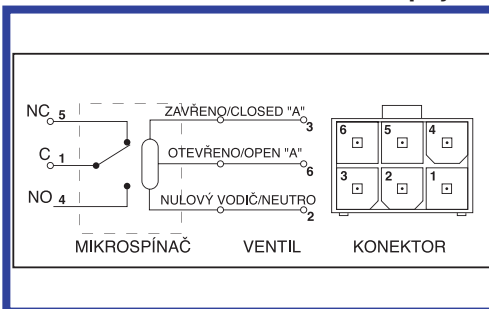 NC 5
C 1
NO 4
ZAVŘENO/CLOSED "A"
3
OTEVŘENO/OPEN "A"
6
NULOVÝ VODIČ/NEUTRO
2
6 5 4
3 2 1
MIKROSPÍNAČ VENTIL KONEKTOR